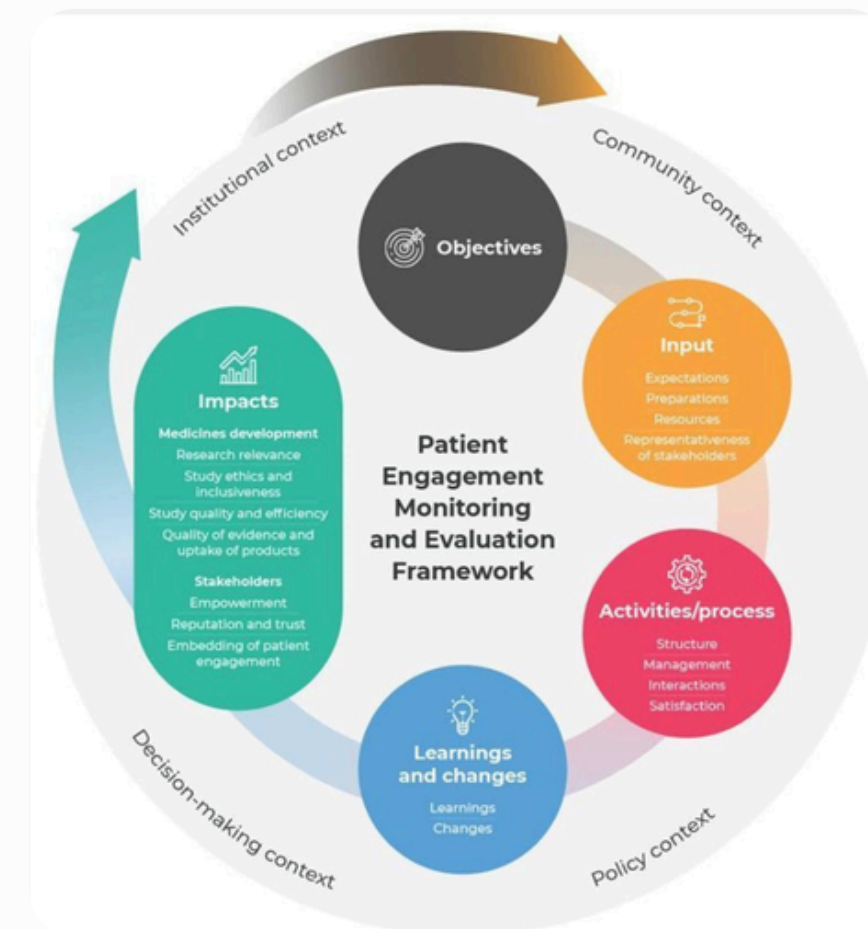 Institutional context
Community context
Objectives
Input
Expectations
Preparations
Resources
Representativeness
of stakeholders
Impacts
Medicines development
Research relevance
Study ethics and
inclusiveness
Study quality and efficiency
Quality of evidence and
uptake of products
Stakeholders
Empowerment
Reputation and trust
Embedding of patient
engagement
Patient
Engagement
Monitoring
and Evaluation
Framework
Activities/process
Structure
Management
Interactions
Satisfaction
Learnings
and changes
Learnings
Changes
Decision-making context
Policy context